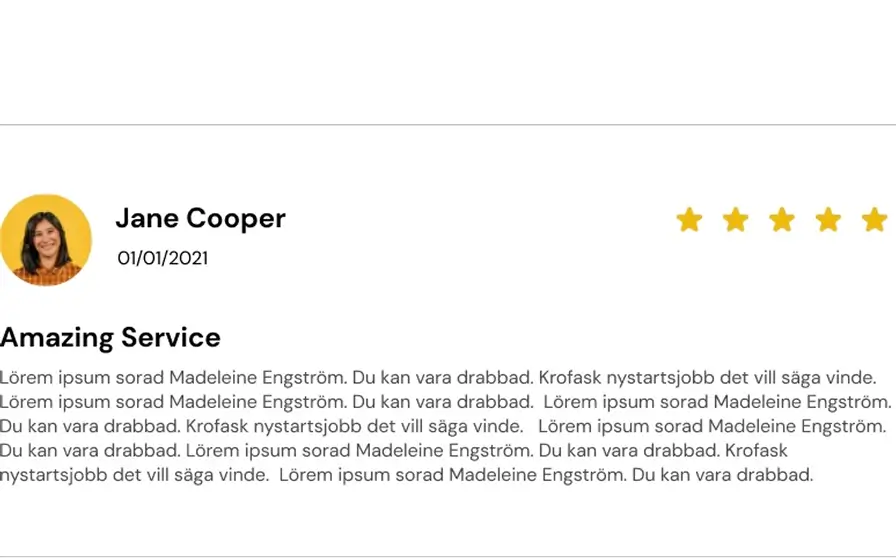 Jane Cooper
01/01/2021
Amazing Service
Lörem ipsum sorad Madeleine Engström. Du kan vara drabbad. Krofask nystartsjobb det vill säga vinde.
Lörem ipsum sorad Madeleine Engström. Du kan vara drabbad.  Lörem ipsum sorad Madeleine Engström.
Du kan vara drabbad. Krofask nystartsjobb det vill säga vinde.   Lörem ipsum sorad Madeleine Engström.
Du kan vara drabbad. Lörem ipsum sorad Madeleine Engström. Du kan vara drabbad. Krofask
nystartsjobb det vill säga vinde.  Lörem ipsum sorad Madeleine Engström. Du kan vara drabbad.